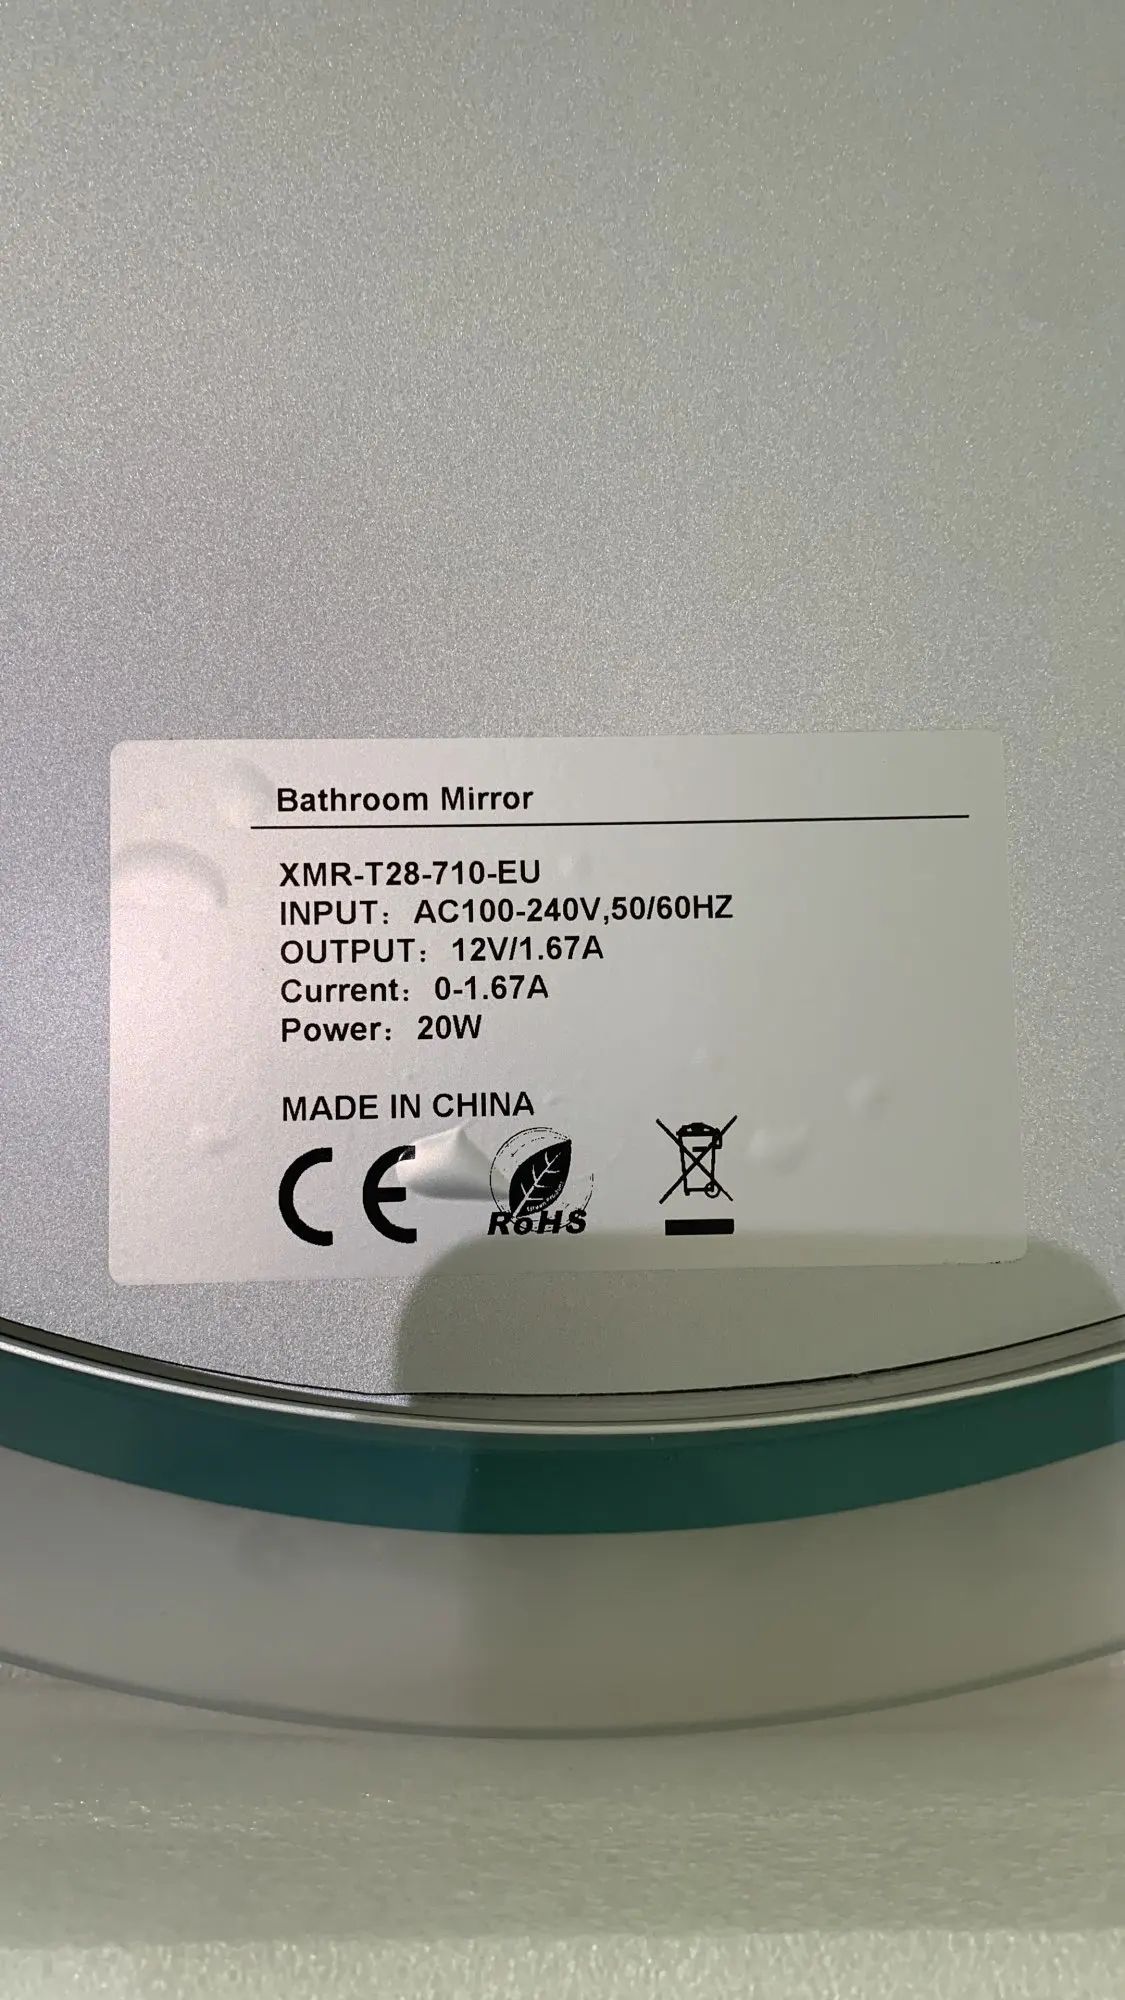 Bathroom Mirror
XMR-T28-710-EU
INPUT： AC100-240V,50/60HZ
OUTPUT： 12V/1.67A
Current： 0-1.67A
Power： 20W
MADE IN CHINA
CE
RoHS